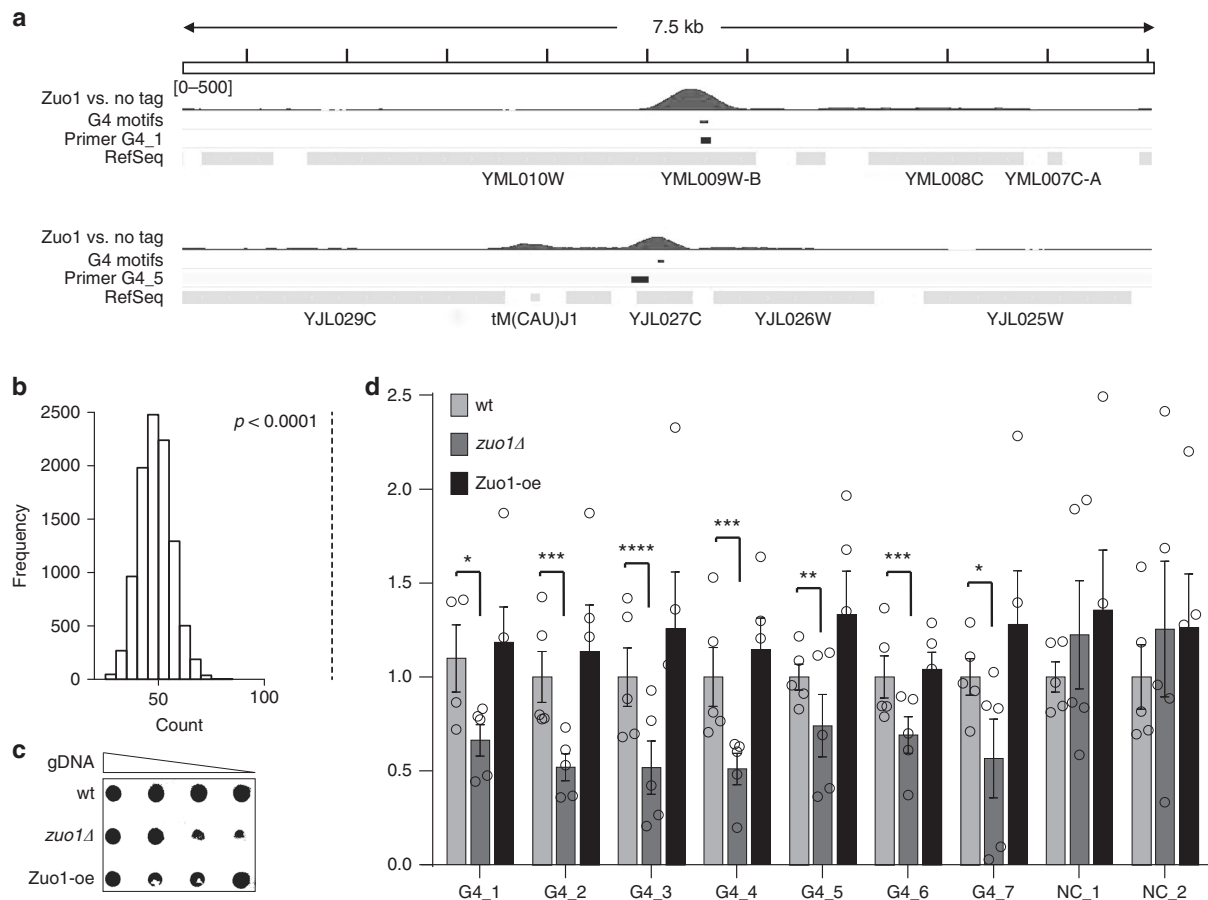 a
7.5 kb
[0–500]
Zuo1 vs. no tag
G4 motifs
Primer G4_1
RefSeq
YML010W YML009W-B YML008C YML007C-A
Zuo1 vs. no tag
G4 motifs
Primer G4_5
RefSeq
YJL029C tM(CAU)J1 YJL027C YJL026W YJL025W
b
2500
2000
1500
1000
500
0
Frequency
p < 0.0001
50 100
Count
c
gDNA
wt
zuo1Δ
Zuo1-oe
d
2.5
2.0
1.5
1.0
0.5
0.0
wt
zuo1Δ
Zuo1-oe
* *** **** *** ** *** *
G4_1 G4_2 G4_3 G4_4 G4_5 G4_6 G4_7 NC_1 NC_2